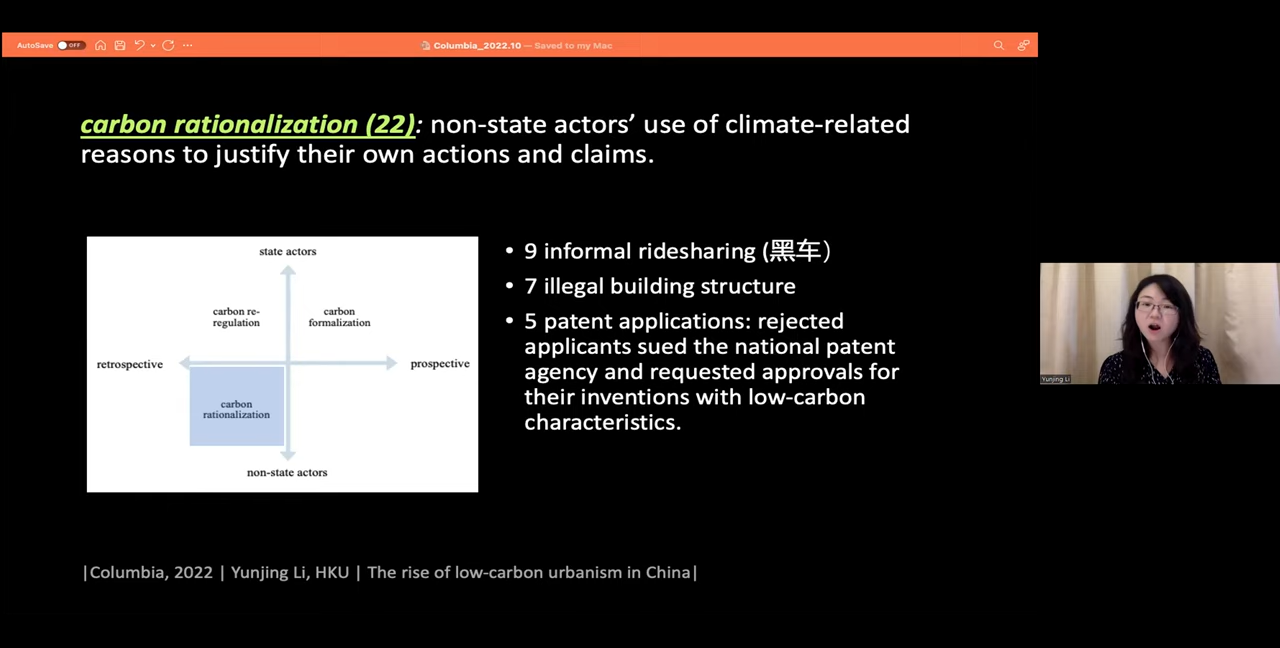 AutoSave OFF
Columbia_2022.10 — Saved to my Mac
carbon rationalization (22): non-state actors’ use of climate-related
reasons to justify their own actions and claims.
state actors
carbon re-
regulation
carbon
formalization
retrospective
prospective
carbon
rationalization
non-state actors
• 9 informal ridesharing (黑车)
• 7 illegal building structure
• 5 patent applications: rejected
applicants sued the national patent
agency and requested approvals for
their inventions with low-carbon
characteristics.
Yunjing Li
|Columbia, 2022 | Yunjing Li, HKU | The rise of low-carbon urbanism in China|